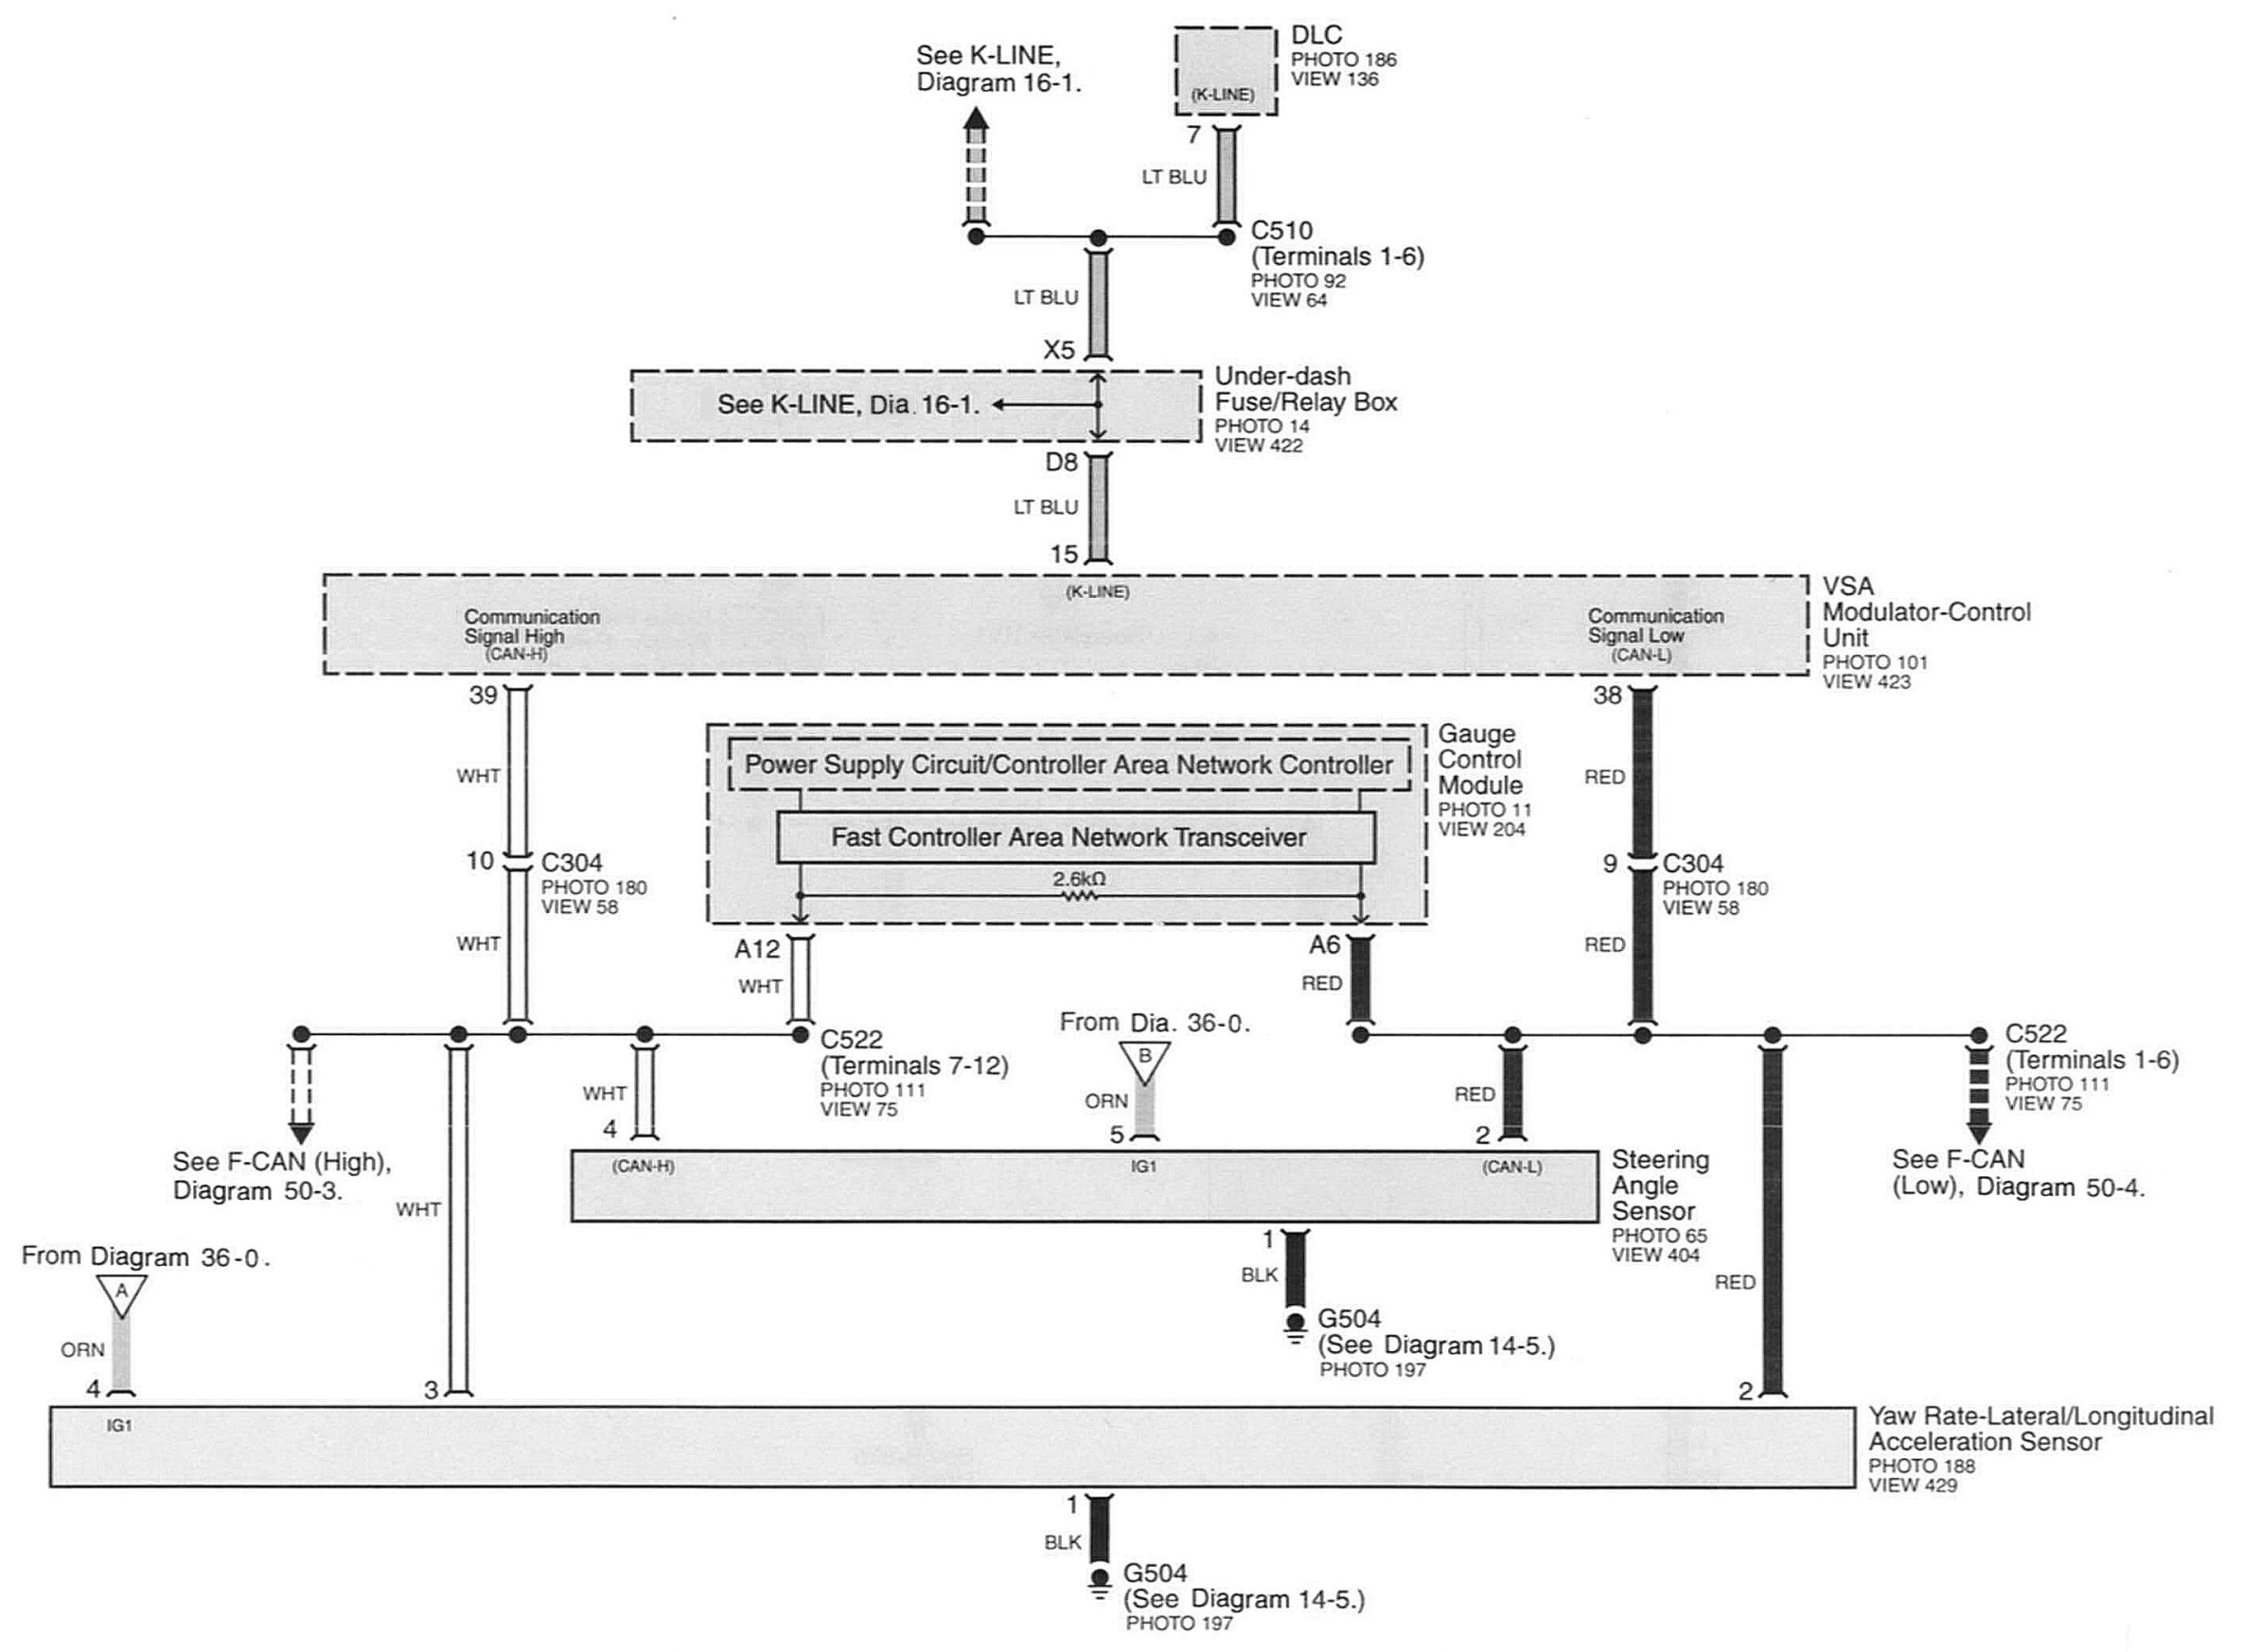 See K-LINE,
Diagram 16-1.
DLC
PHOTO 186
VIEW 136
(K-LINE)
7
LT BLU
C510
(Terminals 1-6)
PHOTO 92
VIEW 64
LT BLU
X5
See K-LINE, Dia. 16-1.
Under-dash
Fuse/Relay Box
PHOTO 14
VIEW 422
D8
LT BLU
15
(K-LINE)
Communication
Signal High
(CAN-H)
Communication
Signal Low
(CAN-L)
VSA
Modulator-Control
Unit
PHOTO 101
VIEW 423
39
WHT
10
C304
PHOTO 180
VIEW 58
WHT
Power Supply Circuit/Controller Area Network Controller
Fast Controller Area Network Transceiver
2.6kΩ
Gauge
Control
Module
PHOTO 11
VIEW 204
38
RED
9
C304
PHOTO 180
VIEW 58
RED
A12
WHT
A6
RED
C522
(Terminals 7-12)
PHOTO 111
VIEW 75
From Dia. 36-0.
B
ORN
5
C522
(Terminals 1-6)
PHOTO 111
VIEW 75
WHT
4
RED
2
See F-CAN (High),
Diagram 50-3.
WHT
See F-CAN
(Low), Diagram 50-4.
(CAN-H)
IG1
(CAN-L)
Steering
Angle
Sensor
PHOTO 65
VIEW 404
1
BLK
G504
(See Diagram 14-5.)
PHOTO 197
RED
From Diagram 36-0.
A
ORN
4
3
2
IG1
Yaw Rate-Lateral/Longitudinal
Acceleration Sensor
PHOTO 188
VIEW 429
1
BLK
G504
(See Diagram 14-5.)
PHOTO 197